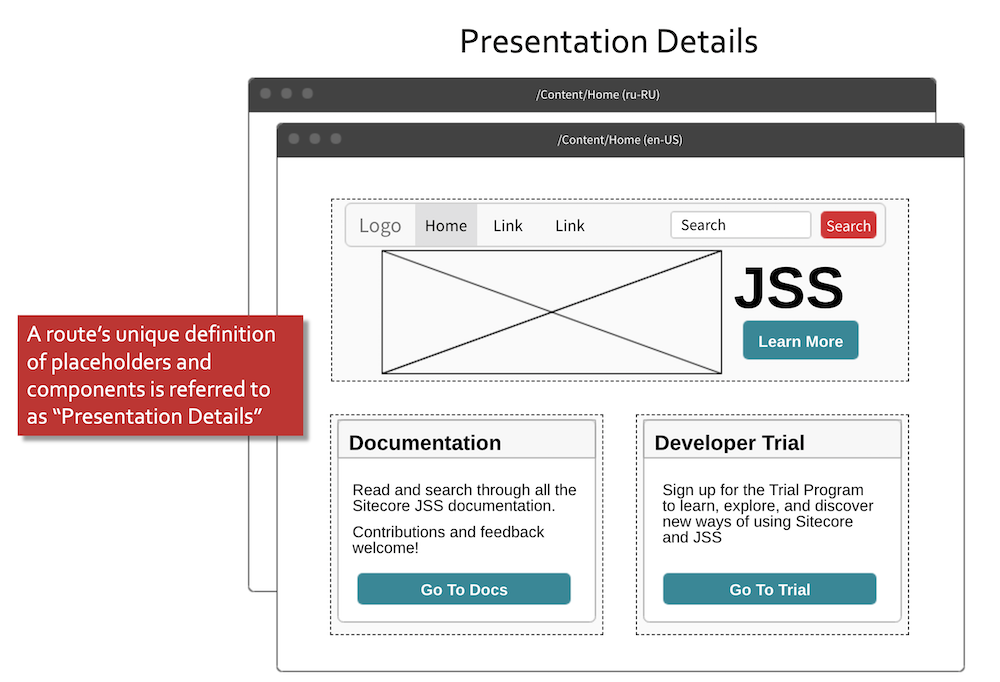 Presentation Details
/Content/Home (ru-RU)
/Content/Home (en-US)
Logo Home Link Link Search Search
JSS
Learn More
A route’s unique definition
of placeholders and
components is referred to
as “Presentation Details”
Documentation
Read and search through all the
Sitecore JSS documentation.
Contributions and feedback
welcome!
Go To Docs
Developer Trial
Sign up for the Trial Program
to learn, explore, and discover
new ways of using Sitecore
and JSS
Go To Trial